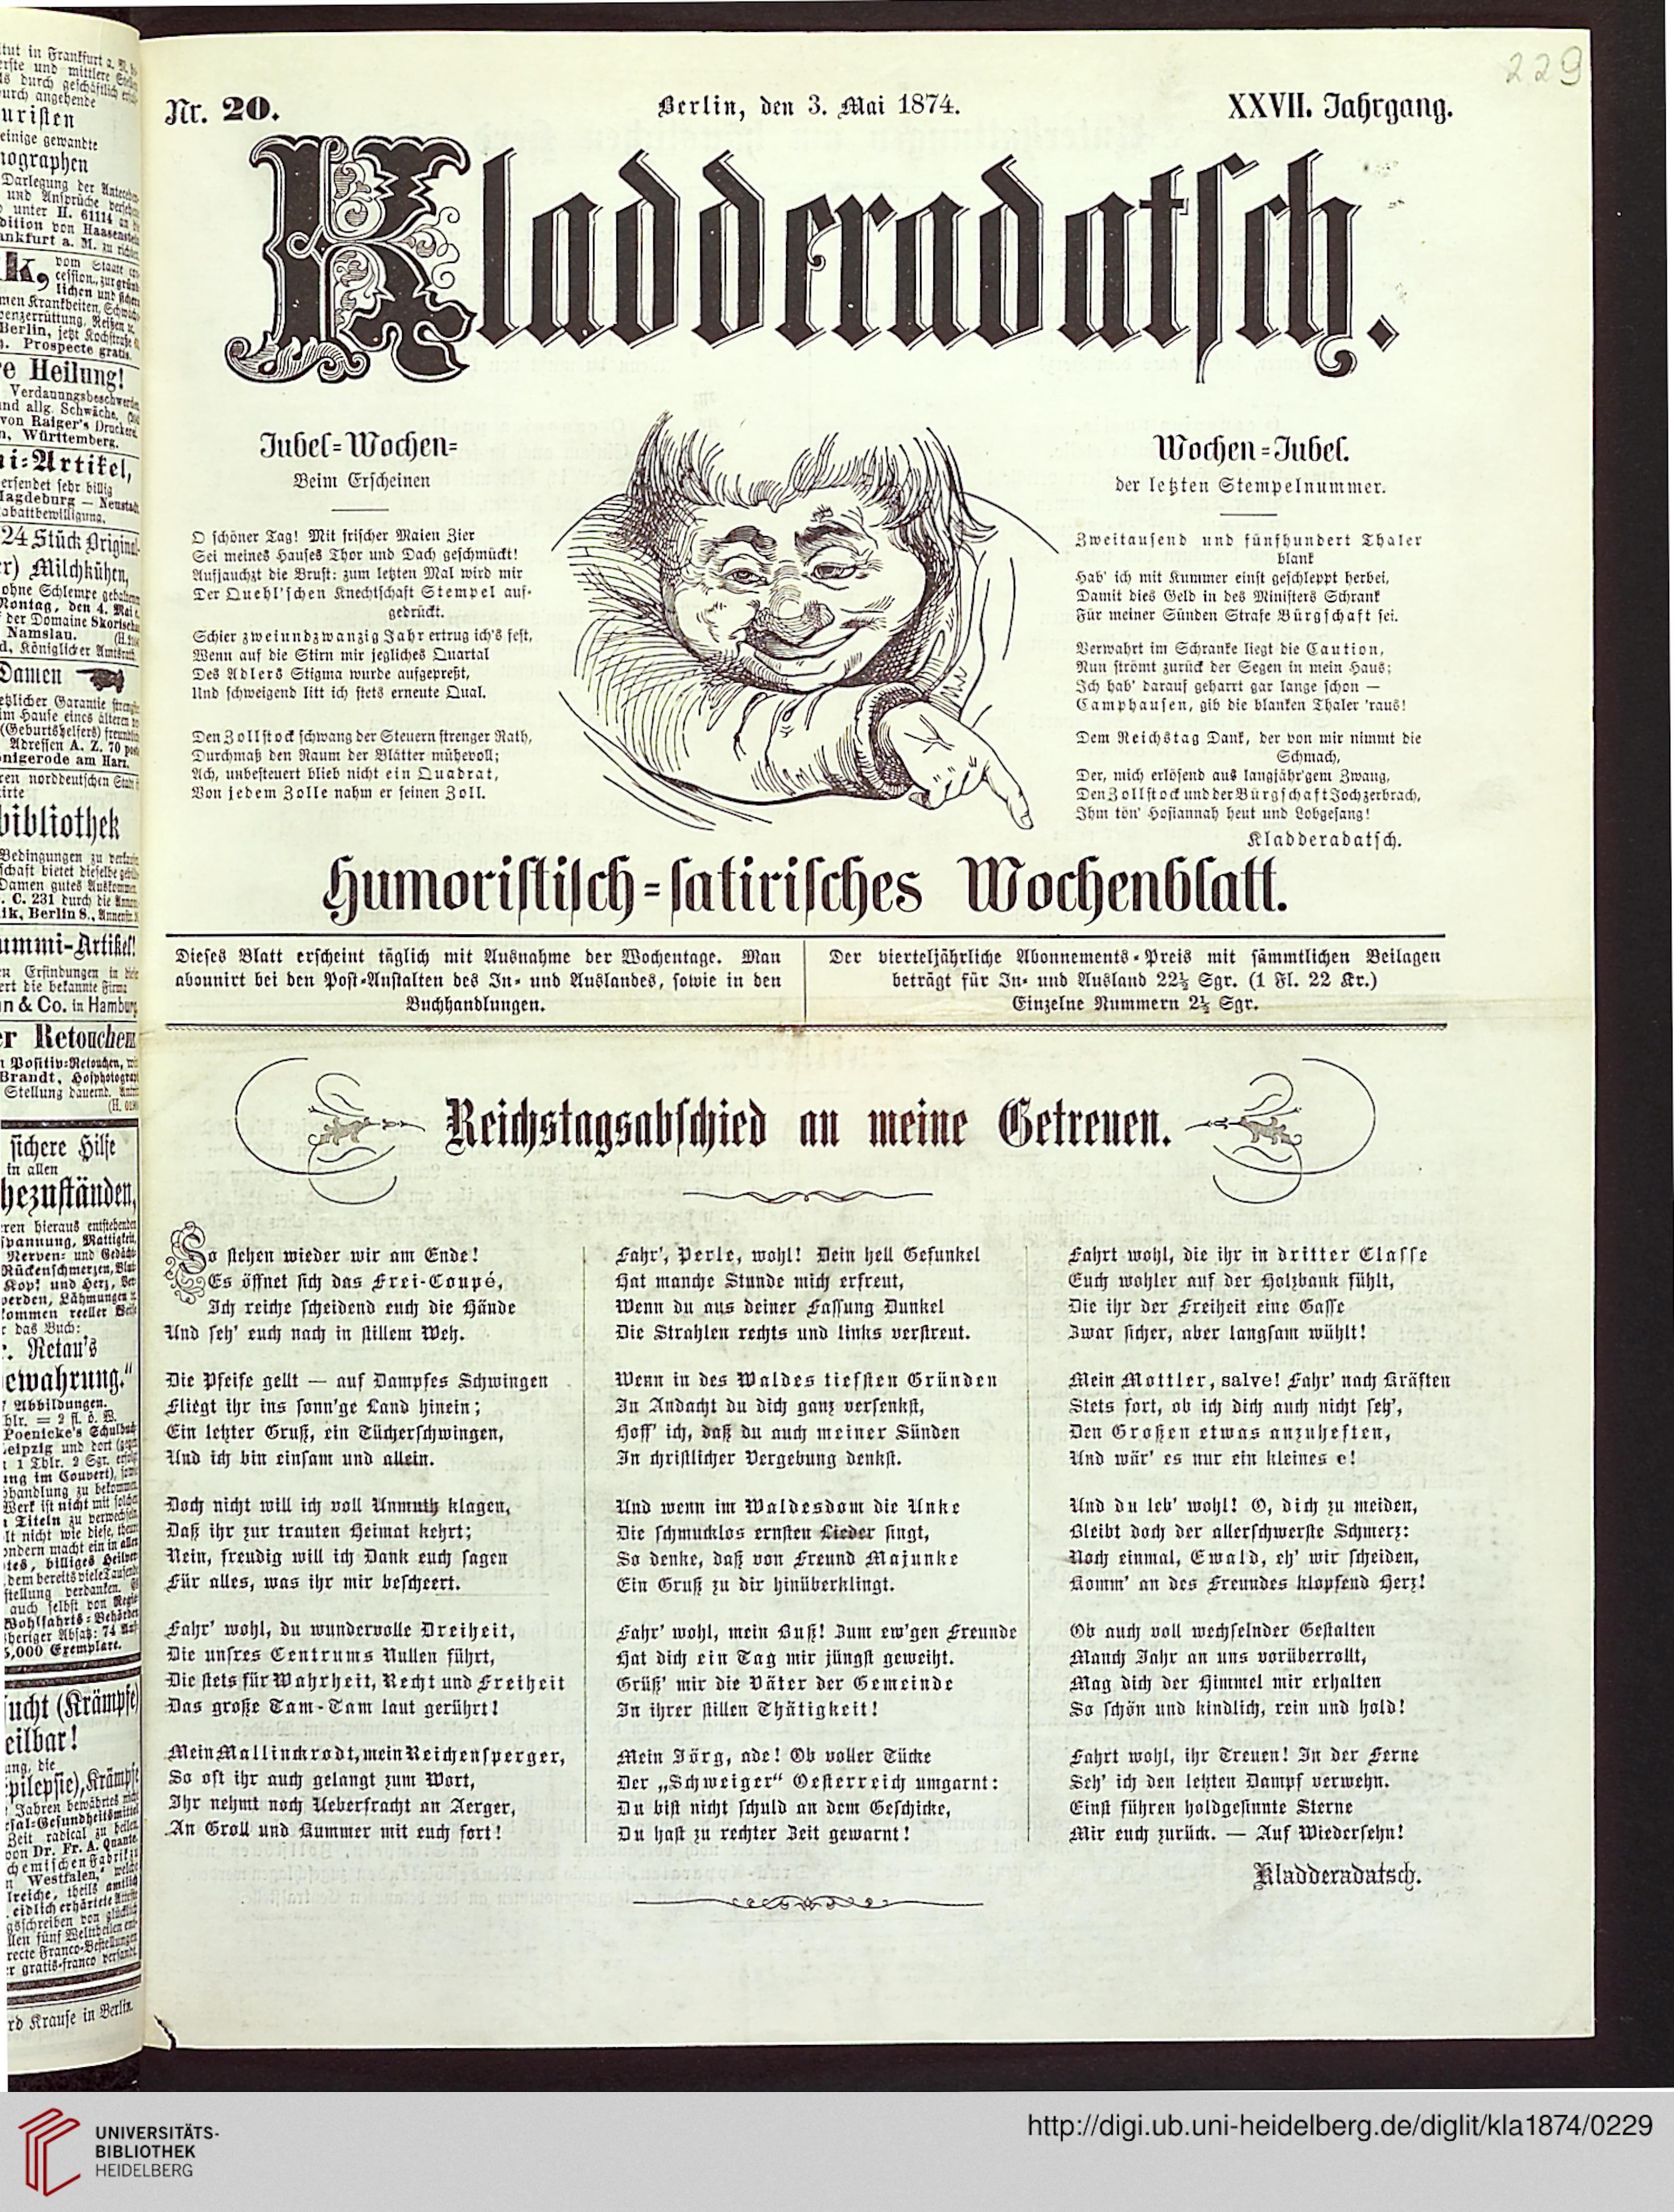 229
Nr. 20.
Berlin, den 3. Mai 1874.
XXVII. Jahrgang.
Kladderadatsch.
Jubel-Wochen-
Beim Erscheinen
O schöner Tag! Mit frischer Maien Zier
Sei meines Hauses Thor und Dach geschmückt!
Aufjauchzt die Brust: zum letzten Mal wird mir
Der Quehl'schen Knechtschaft Stempel auf-
gedrückt.
Schier zweiundzwanzig Jahr ertrug ich's fest,
Wenn auf die Stirn mir jegliches Quartal
Des Adlers Stigma wurde aufgepreßt,
Und schweigend litt ich stets erneute Qual.
Den Zollstock schwang der Steuern strenger Rath,
Durchmaß den Raum der Blätter mühevoll;
Ach, unbesteuert blieb nicht ein Quadrat,
Von jedem Zolle nahm er seinen Zoll.
Wochen-Jubel.
der letzten Stempelnummer.
Zweitausend und fünfhundert Thaler
blank
Hab' ich mit Kummer einst geschleppt herbei,
Damit dies Geld in des Ministers Schrank
Für meiner Sünden Strafe Bürgschaft sei.
Verwahrt im Schranke liegt die Caution,
Nun strömt zurück der Segen in mein Haus;
Ich hab' darauf geharrt gar lange schon —
Camphausen, gib die blanken Thaler 'raus!
Dem Reichstag Dank, der von mir nimmt die
Schmach,
Der, mich erlösend aus langjähr'gem Zwang,
Den Zollstock und der Bürgschaft Joch zerbrach,
Ihm tön' Hosiannah heut und Lobgesang!
Kladderadatsch.
Humoristisch-satirisches Wochenblatt.
Dieses Blatt erscheint täglich mit Ausnahme der Wochentage. Man
abonnirt bei den Post-Anstalten des In- und Auslandes, sowie in den
Buchhandlungen.
Der vierteljährliche Abonnements-Preis mit sämmtlichen Beilagen
beträgt für In- und Ausland 22½ Sgr. (1 Fl. 22 Kr.)
Einzelne Nummern 2½ Sgr.
Reichstagsabschied an meine Getreuen.
So stehen wieder wir am Ende!
Es öffnet sich das Frei-Coupé,
Ich reiche scheidend euch die Hände
Und seh' euch nach in stillem Weh.
Die Pfeife gellt — auf Dampfes Schwingen
Fliegt ihr ins sonn'ge Land hinein;
Ein letzter Gruß, ein Tücherschwingen,
Und ich bin einsam und allein.
Doch nicht will ich voll Unmuth klagen,
Daß ihr zur trauten Heimat kehrt;
Nein, freudig will ich Dank euch sagen
Für alles, was ihr mir bescheert.
Fahr' wohl, du wundervolle Dreiheit,
Die unsres Centrums Nullen führt,
Die stets für Wahrheit, Recht und Freiheit
Das große Tam-Tam laut gerührt!
Mein Mallinckrodt, mein Reichensperger,
So oft ihr auch gelangt zum Wort,
Ihr nehmt noch Ueberfracht an Aerger,
An Groll und Kummer mit euch fort!
Fahr', Perle, wohl! Dein hell Gefunkel
Hat manche Stunde mich erfreut,
Wenn du aus deiner Fassung Dunkel
Die Strahlen rechts und links verstreut.
Wenn in des Waldes tiefsten Gründen
In Andacht du dich ganz versenkst,
Hoff' ich, daß du auch meiner Sünden
In christlicher Vergebung denkst.
Und wenn im Waldesdom die Unke
Die schmucklos ernsten Lieder singt,
So denke, daß von Freund Majunke
Ein Gruß zu dir hinüberklingt.
Fahr' wohl, mein Buß! Zum ew'gen Freunde
Hat dich ein Tag mir jüngst geweiht.
Grüß' mir die Väter der Gemeinde
In ihrer stillen Thätigkeit!
Mein Jörg, ade! Ob voller Tücke
Der „Schweiger“ Oesterreich umgarnt:
Du bist nicht schuld an dem Geschicke,
Du hast zu rechter Zeit gewarnt!
Fahrt wohl, die ihr in dritter Classe
Euch wohler auf der Holzbank fühlt,
Die ihr der Freiheit eine Gasse
Zwar sicher, aber langsam wühlt!
Mein Mottler, salve! Fahr' nach Kräften
Stets fort, ob ich dich auch nicht seh',
Den Großen etwas anzuheften,
Und wär' es nur ein kleines e!
Und du leb' wohl! O, dich zu meiden,
Bleibt doch der allerschwerste Schmerz:
Noch einmal, Ewald, eh' wir scheiden,
Komm' an des Freundes klopfend Herz!
Ob auch voll wechselnder Gestalten
Manch Jahr an uns vorüberrollt,
Mag dich der Himmel mir erhalten
So schön und kindlich, rein und hold!
Fahrt wohl, ihr Treuen! In der Ferne
Seh' ich den letzten Dampf verwehn.
Einst führen holdgesinnte Sterne
Mir euch zurück. — Auf Wiedersehn!
Kladderadatsch.
UNIVERSITÄTS-
BIBLIOTHEK
HEIDELBERG
http://digi.ub.uni-heidelberg.de/diglit/kla1874/0229